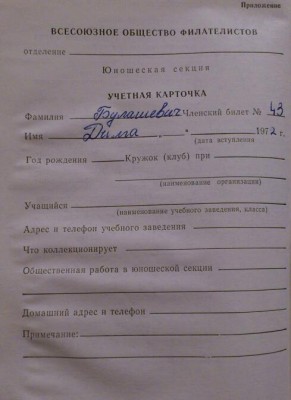 Приложение
ВСЕСОЮЗНОЕ ОБЩЕСТВО ФИЛАТЕЛИСТОВ
отделение
Юношеская секция
УЧЕТНАЯ КАРТОЧКА
Фамилия Булашевич Членский билет № 43
Имя " " 1972 г.
(дата вступления
Год рождения Кружок (клуб) при
(наименование организации)
Учащийся
(наименование учебного заведения, класса)
Адрес и телефон учебного заведения
Что коллекционирует
Общественная работа в юношеской секции
Домашний адрес и телефон
Примечание: